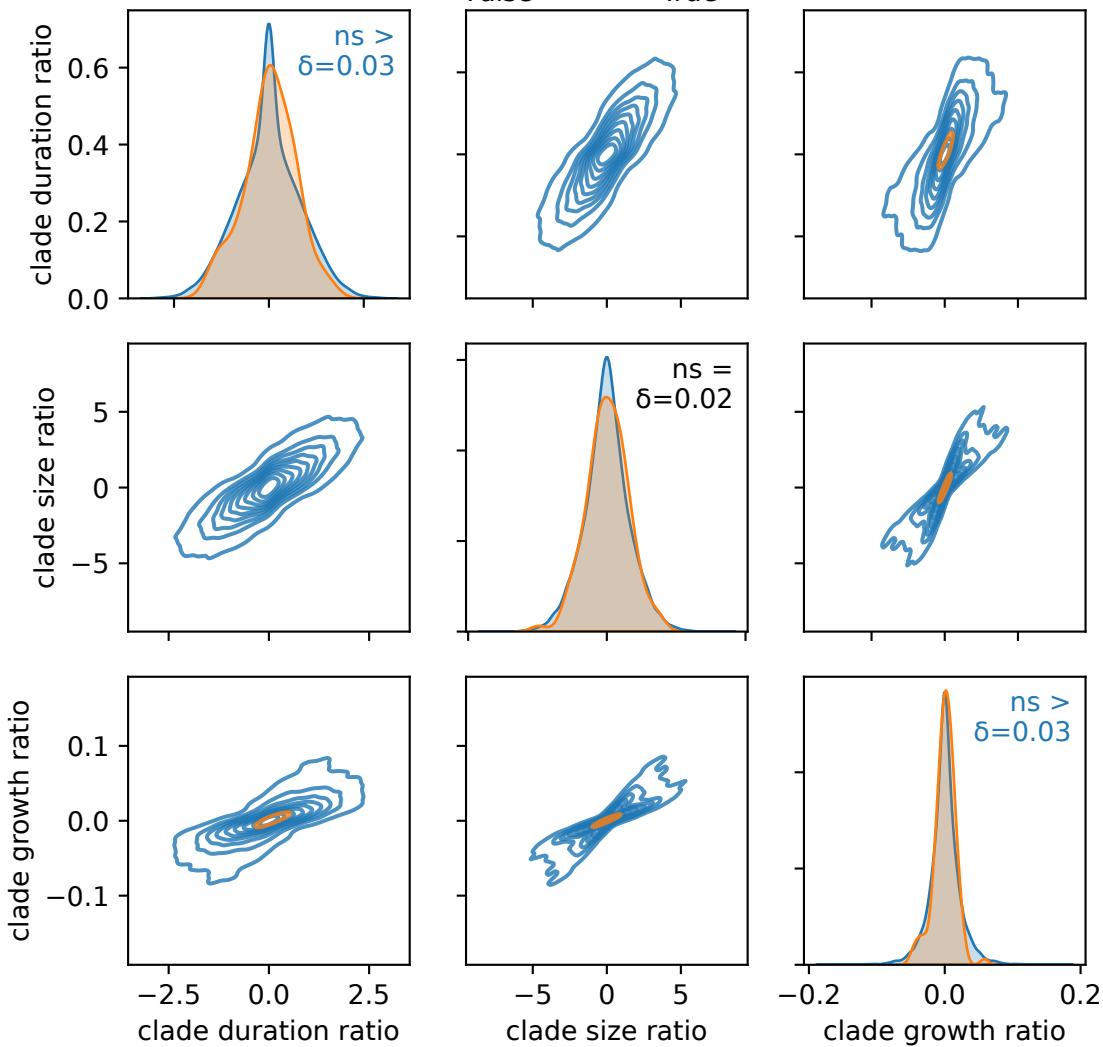 True
clade duration ratio
0.6
0.4
0.2
0.0
ns >
δ=0.03
clade size ratio
5
0
−5
ns =
δ=0.02
clade growth ratio
0.1
0.0
−0.1
ns >
δ=0.03
−2.5 0.0 2.5
−5 0 5
−0.2 0.0 0.2
clade duration ratio
clade size ratio
clade growth ratio